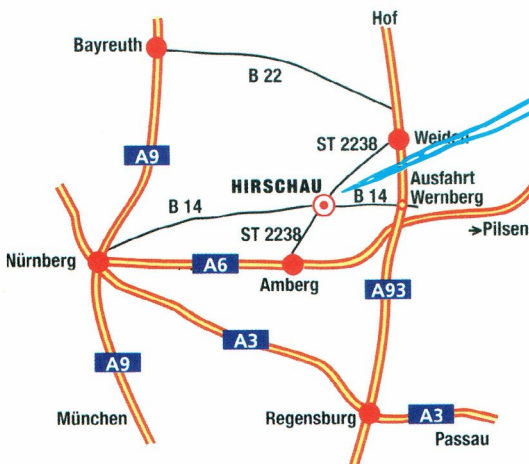 Hof
Bayreuth
B 22
ST 2238
Weiden
A9
HIRSCHAU
Ausfahrt
Wernberg
B 14
B 14
ST 2238
→Pilsen
Nürnberg
A6
Amberg
A93
A3
A9
München
Regensburg
A3
Passau